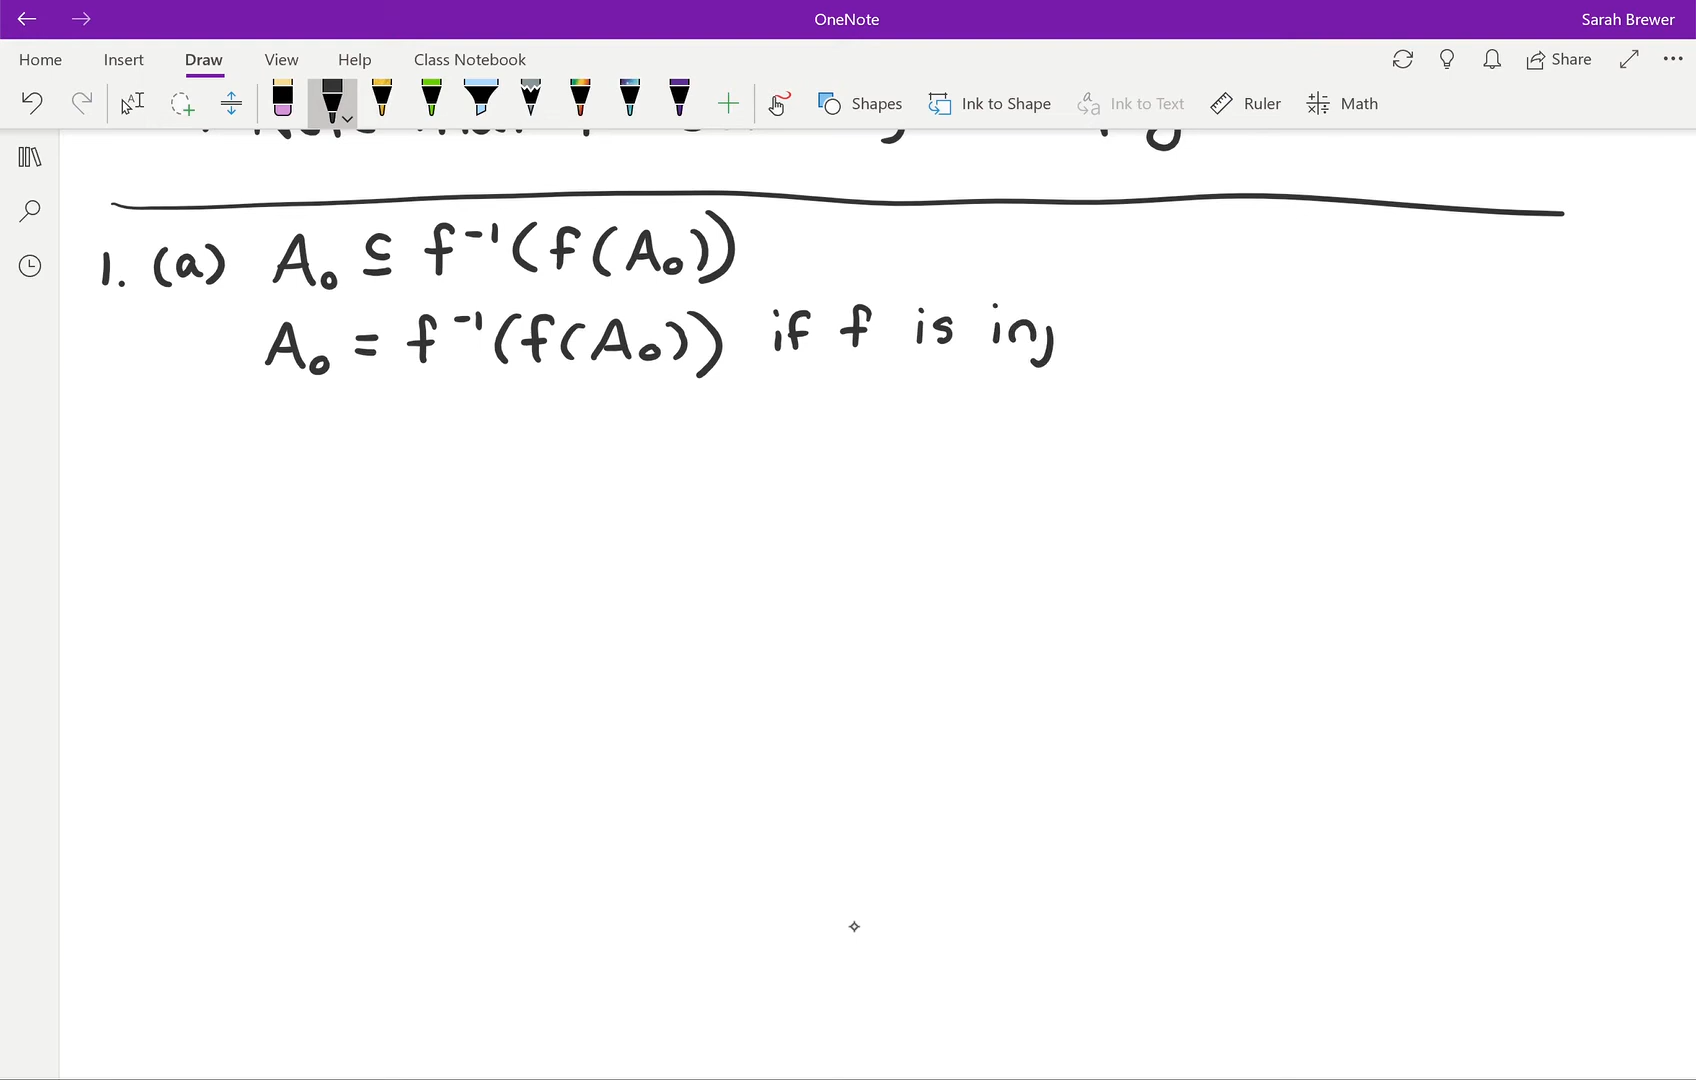 OneNote
Sarah Brewer
Home Insert Draw View Help Class Notebook Share
Shapes Ink to Shape Ink to Text Ruler Math
1. (a) A₀ ⊆ f⁻¹(f(A₀))
A₀ = f⁻¹(f(A₀)) if f is inj